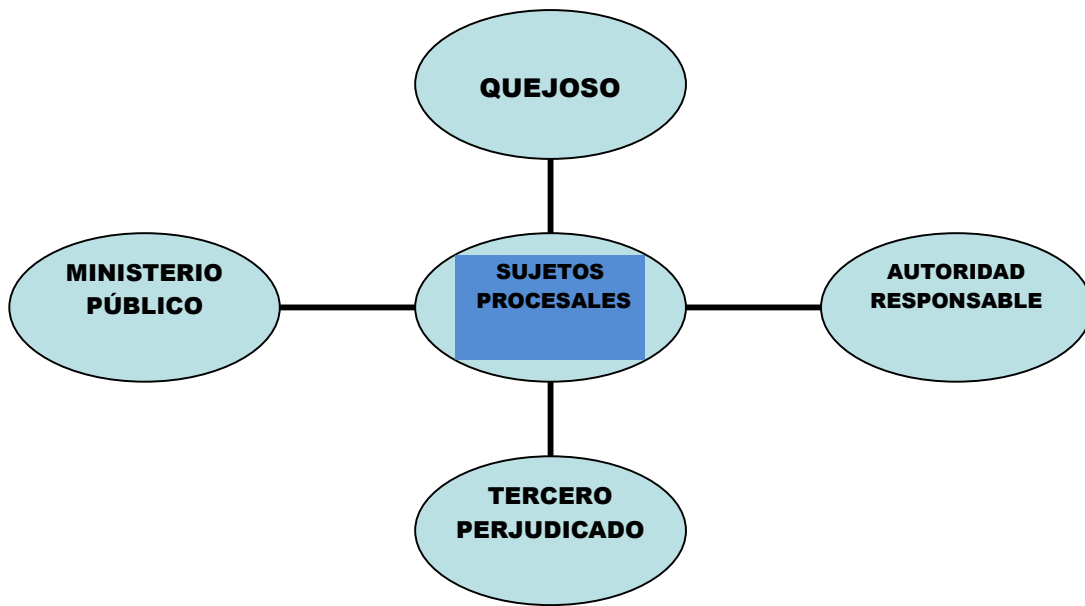 QUEJOSO
MINISTERIO
PÚBLICO
SUJETOS
PROCESALES
AUTORIDAD
RESPONSABLE
TERCERO
PERJUDICADO